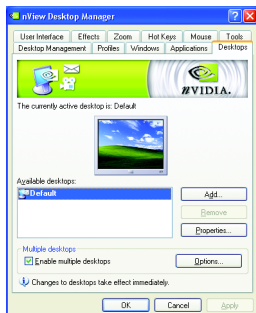 nView Desktop Manager
User Interface Effects Zoom Hot Keys Mouse Tools
Desktop Management Profiles Windows Applications Desktops
NVIDIA.
The currently active desktop is: Default
Available desktops:
Default
Add...
Remove
Properties...
Multiple desktops
Enable multiple desktops
Options...
Changes to desktops take effect immediately.
OK Cancel Apply